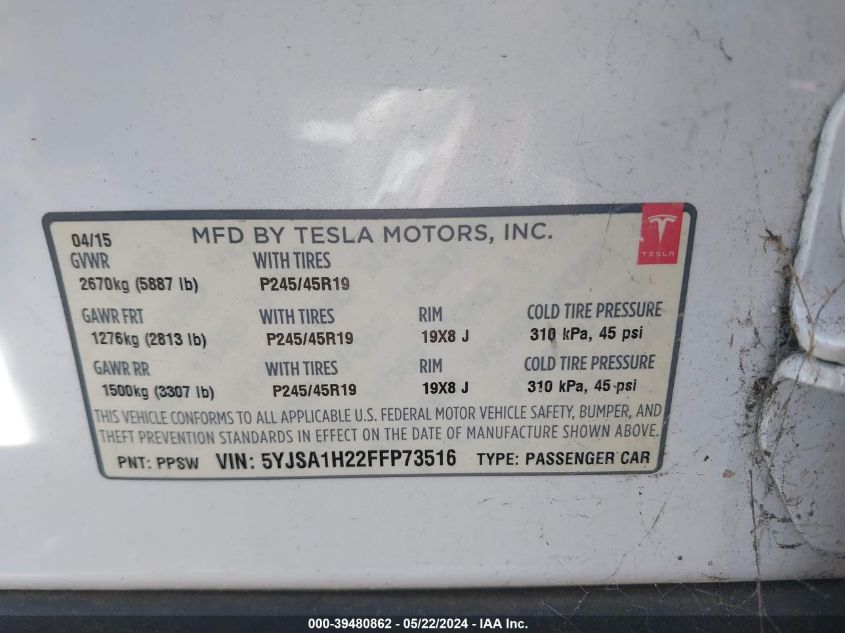 04/15 MFD BY TESLA MOTORS, INC.
TESLA
GVWR WITH TIRES
2670kg (5887 lb) P245/45R19
GAWR FRT WITH TIRES RIM COLD TIRE PRESSURE
1276kg (2813 lb) P245/45R19 19X8 J 310 kPa, 45 psi
GAWR RR WITH TIRES RIM COLD TIRE PRESSURE
1500kg (3307 lb) P245/45R19 19X8 J 310 kPa, 45 psi
THIS VEHICLE CONFORMS TO ALL APPLICABLE U.S. FEDERAL MOTOR VEHICLE SAFETY, BUMPER, AND
THEFT PREVENTION STANDARDS IN EFFECT ON THE DATE OF MANUFACTURE SHOWN ABOVE.
PNT: PPSW VIN: 5YJSA1H22FFP73516 TYPE: PASSENGER CAR
000-39480862 - 05/22/2024 - IAA Inc.